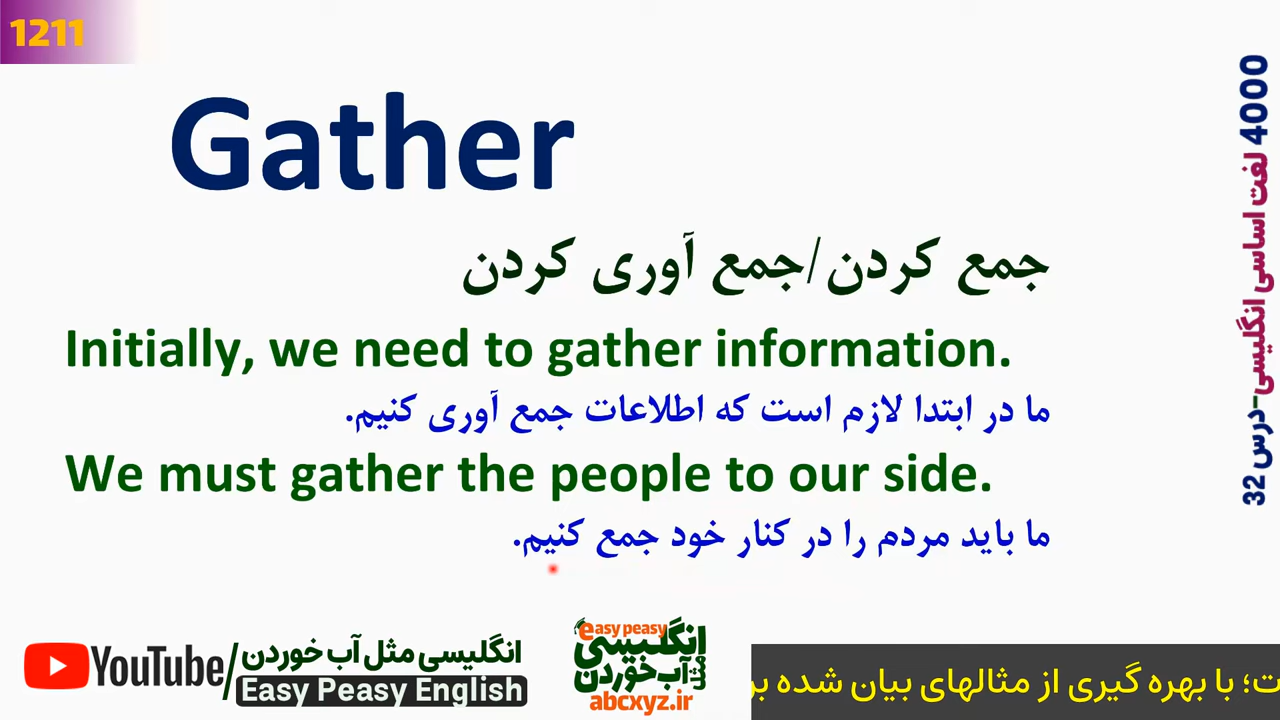 1211
Gather
جمع کردن/جمع آوری کردن
Initially, we need to gather information.
ما در ابتدا لازم است که اطلاعات جمع آوری کنیم.
We must gather the people to our side.
ما باید مردم را در کنار خود جمع کنیم.
4000 لغت اساسی انگلیسی-درس 32
YouTube/انگلیسی مثل آب خوردن
Easy Peasy English
easy peasy
انگلیسی
مثل آب خوردن
abcxyz.ir
ت؛ با بهره گیری از مثالهای بیان شده بر